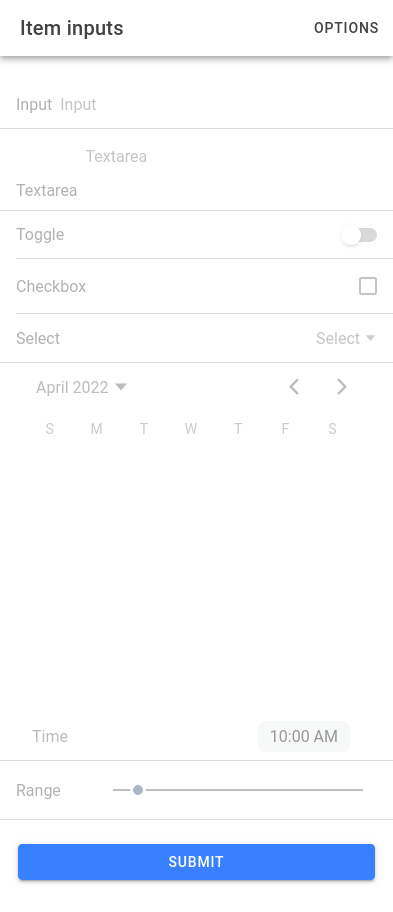 Item inputs OPTIONS
Input Input
Textarea
Textarea
Toggle
Checkbox
Select Select
April 2022
S M T W T F S
Time 10:00 AM
Range
SUBMIT